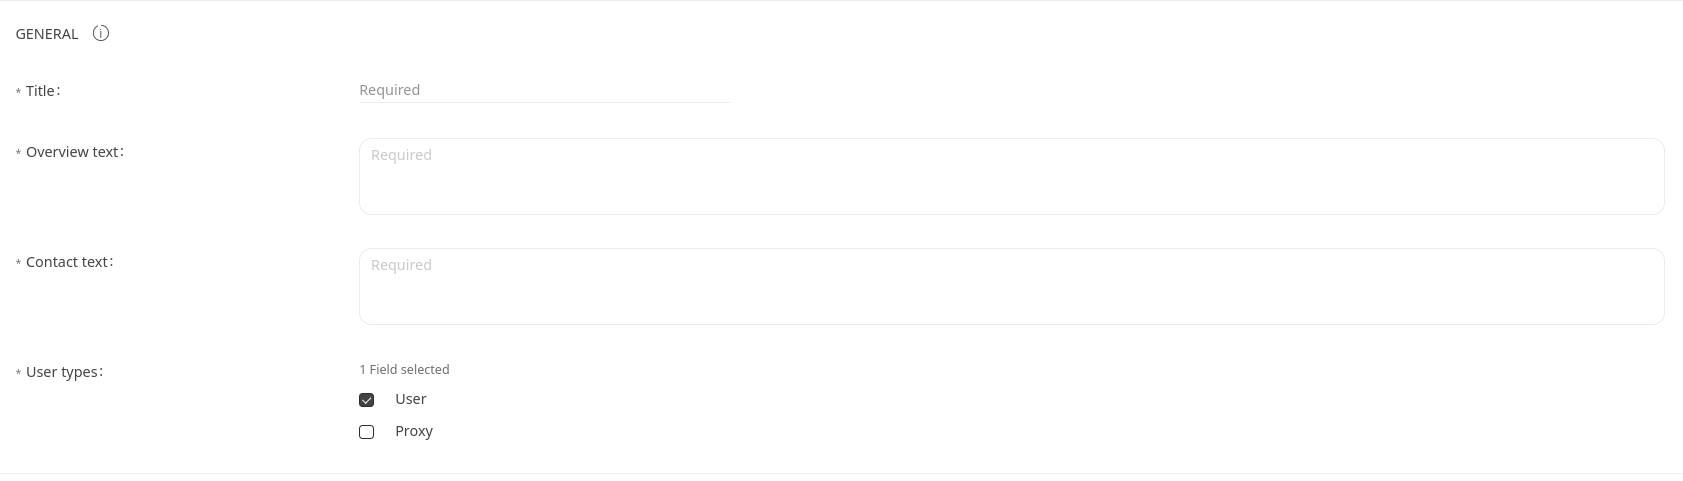 GENERAL
* Title:
Required
* Overview text:
Required
* Contact text:
Required
* User types:
1 Field selected
User
Proxy